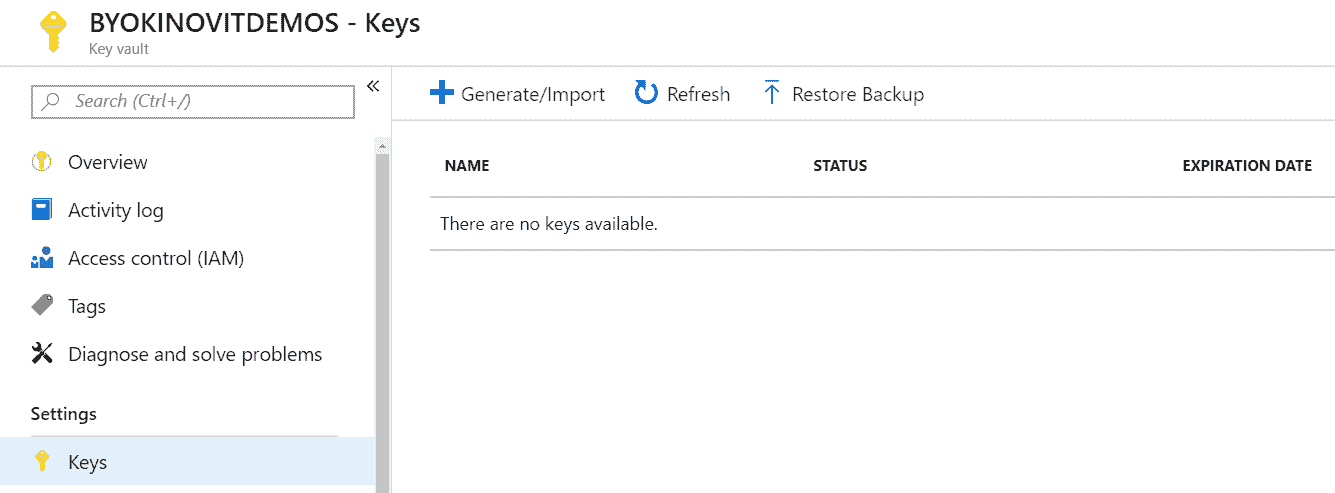 BYOKINOVITDEMOS - Keys
Key vault
Search (Ctrl+/)
Overview
Activity log
Access control (IAM)
Tags
Diagnose and solve problems
Settings
Keys
Generate/Import Refresh Restore Backup
NAME STATUS EXPIRATION DATE
There are no keys available.